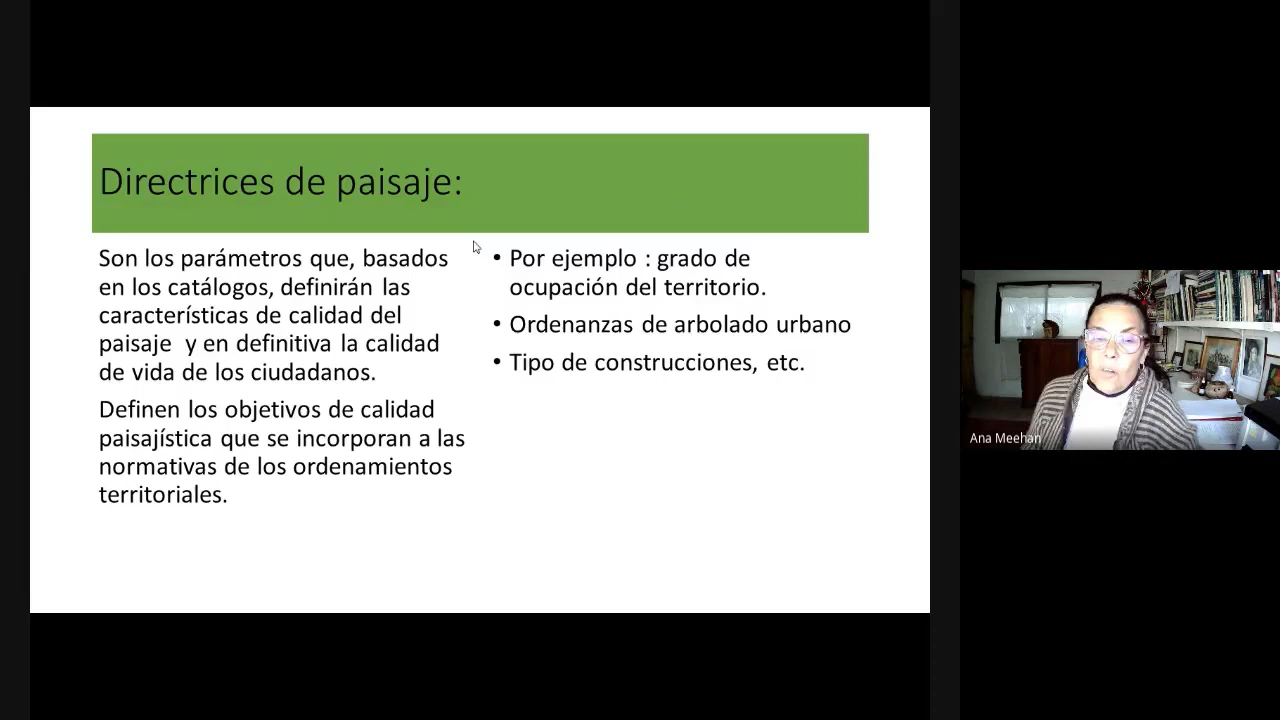 Directrices de paisaje:
Son los parámetros que, basados
en los catálogos, definirán las
características de calidad del
paisaje y en definitiva la calidad
de vida de los ciudadanos.
Definen los objetivos de calidad
paisajística que se incorporan a las
normativas de los ordenamientos
territoriales.
• Por ejemplo : grado de
ocupación del territorio.
• Ordenanzas de arbolado urbano
• Tipo de construcciones, etc.
Ana Meehan